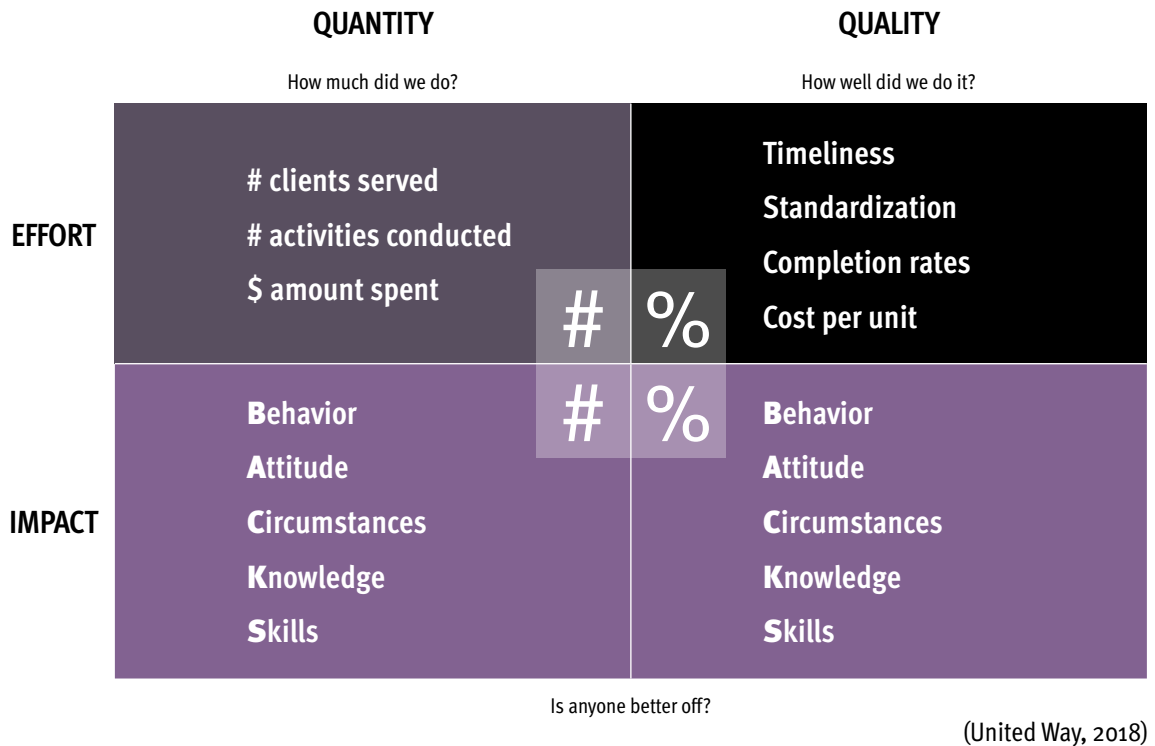 QUANTITY
QUALITY
How much did we do?
How well did we do it?
EFFORT
# clients served
# activities conducted
$ amount spent
#
Timeliness
Standardization
Completion rates
Cost per unit
%
IMPACT
Behavior
Attitude
Circumstances
Knowledge
Skills
#
Behavior
Attitude
Circumstances
Knowledge
Skills
%
Is anyone better off?
(United Way, 2018)